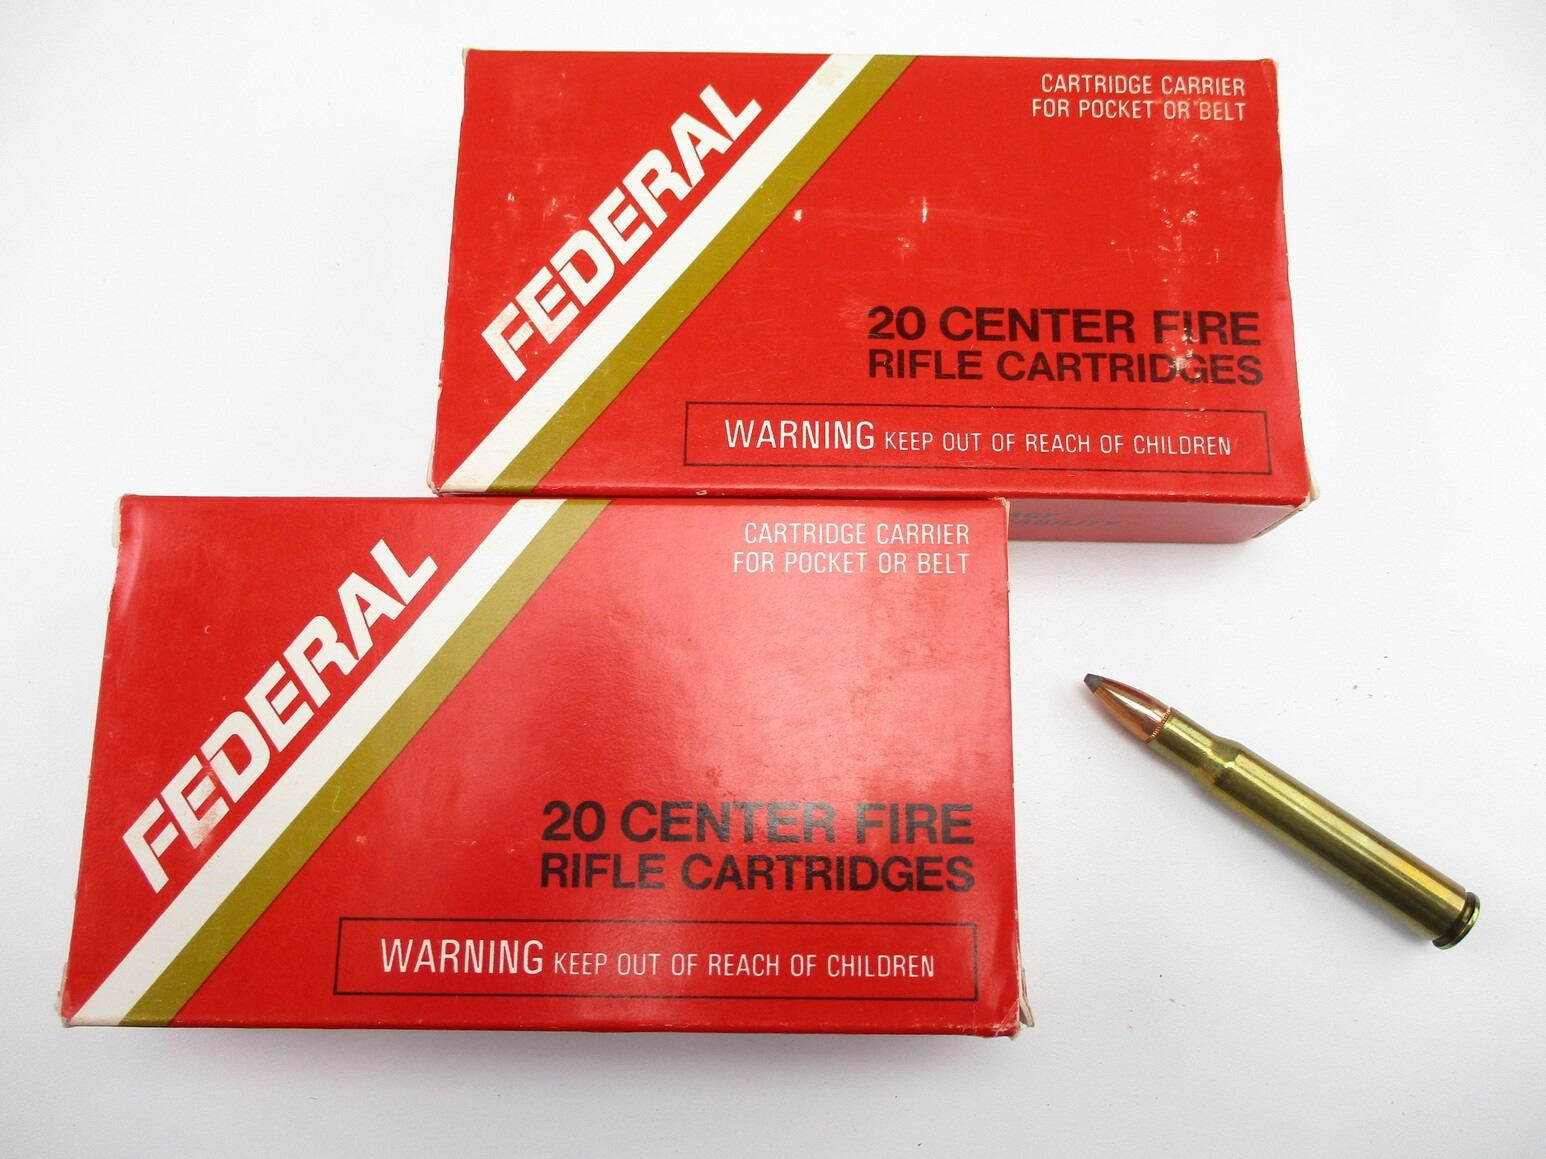 FEDERAL
CARTRIDGE CARRIER
FOR POCKET OR BELT
20 CENTER FIRE
RIFLE CARTRIDGES
WARNING KEEP OUT OF REACH OF CHILDREN
FEDERAL
CARTRIDGE CARRIER
FOR POCKET OR BELT
20 CENTER FIRE
RIFLE CARTRIDGES
WARNING KEEP OUT OF REACH OF CHILDREN